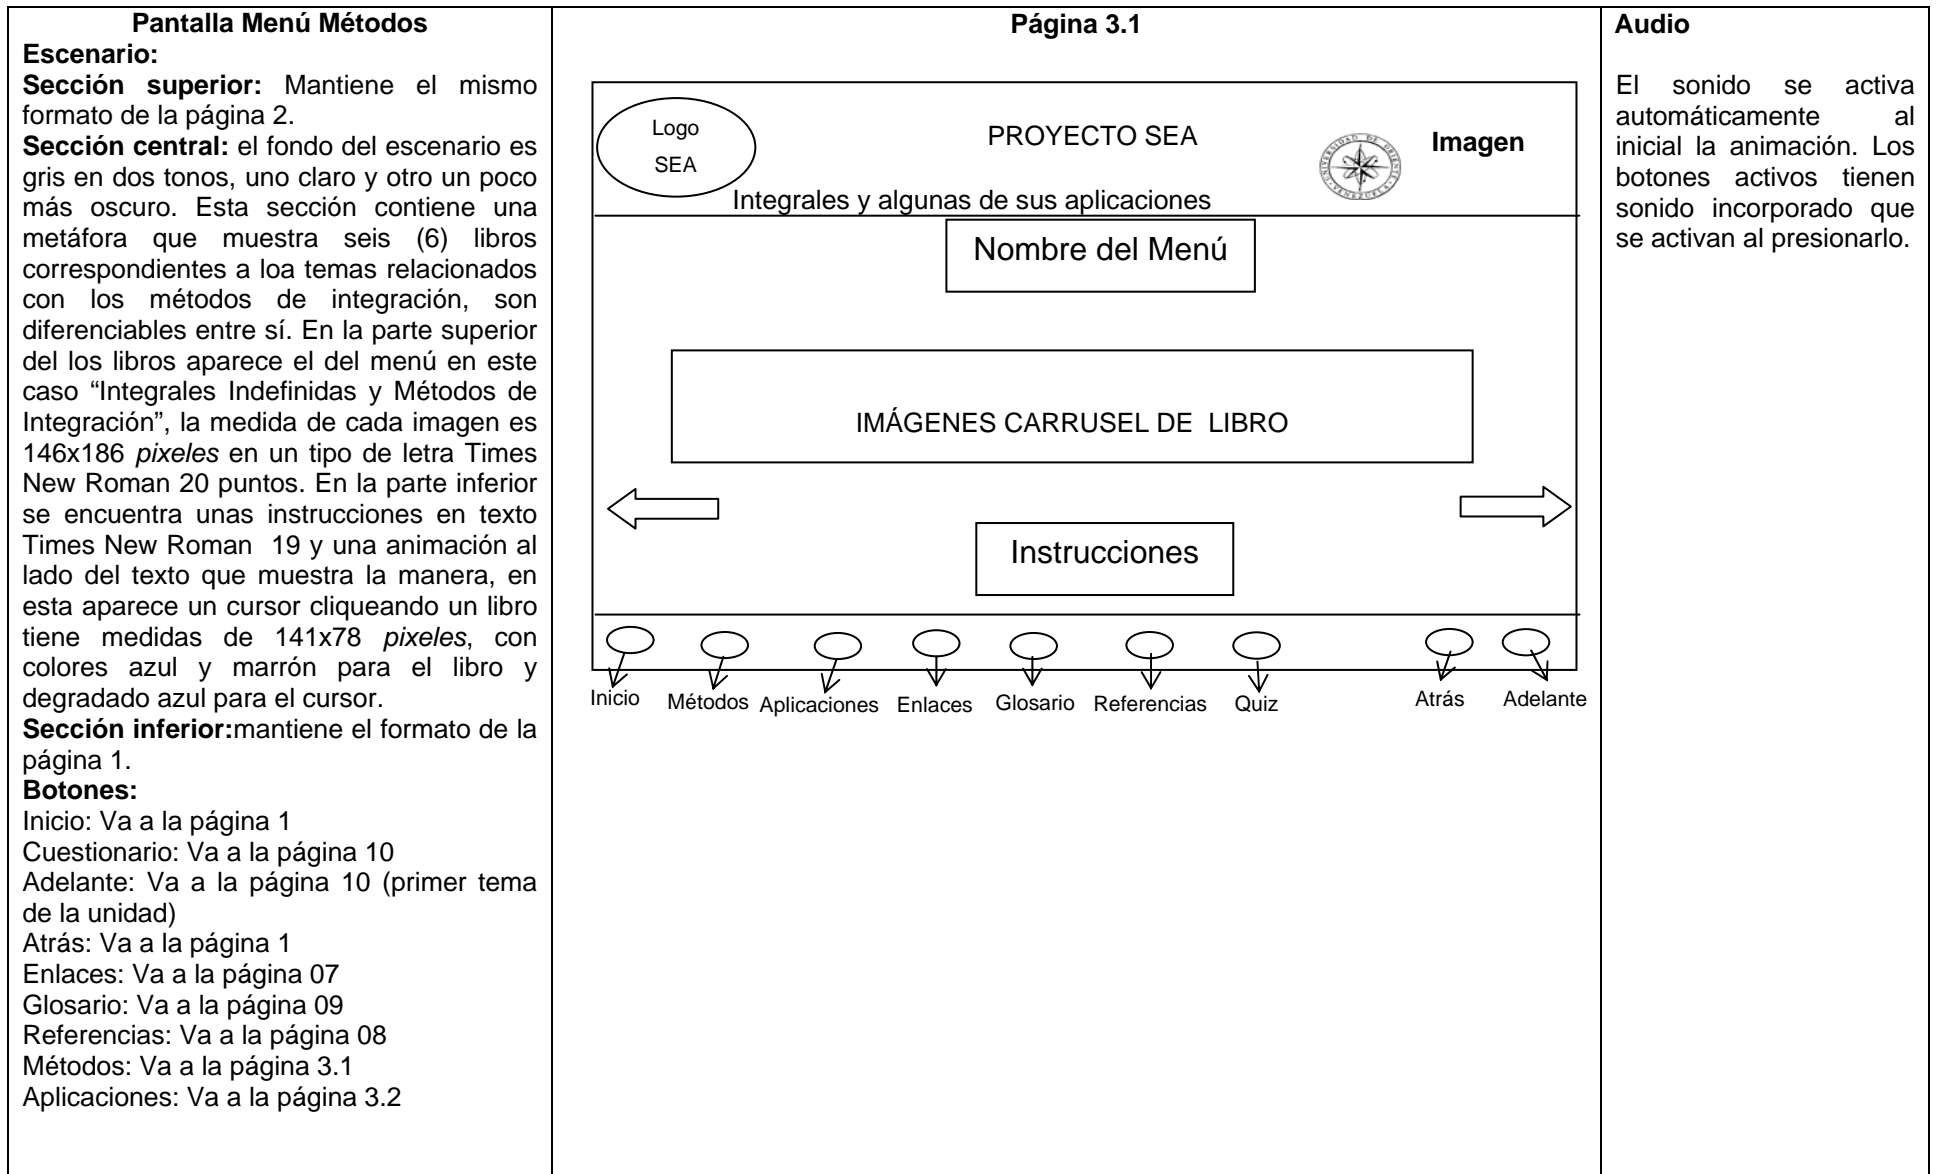 Pantalla Menú Métodos
Escenario:
Sección superior: Mantiene el mismo
formato de la página 2.
Sección central: el fondo del escenario es
gris en dos tonos, uno claro y otro un poco
más oscuro. Esta sección contiene una
metáfora que muestra seis (6) libros
correspondientes a loa temas relacionados
con los métodos de integración, son
diferenciables entre sí. En la parte superior
del los libros aparece el del menú en este
caso “Integrales Indefinidas y Métodos de
Integración”, la medida de cada imagen es
146x186 pixeles en un tipo de letra Times
New Roman 20 puntos. En la parte inferior
se encuentra unas instrucciones en texto
Times New Roman 19 y una animación al
lado del texto que muestra la manera, en
esta aparece un cursor cliqueando un libro
tiene medidas de 141x78 pixeles, con
colores azul y marrón para el libro y
degradado azul para el cursor.
Sección inferior:mantiene el formato de la
página 1.
Botones:
Inicio: Va a la página 1
Cuestionario: Va a la página 10
Adelante: Va a la página 10 (primer tema
de la unidad)
Atrás: Va a la página 1
Enlaces: Va a la página 07
Glosario: Va a la página 09
Referencias: Va a la página 08
Métodos: Va a la página 3.1
Aplicaciones: Va a la página 3.2
Página 3.1
Logo
SEA
PROYECTO SEA
Imagen
Integrales y algunas de sus aplicaciones
Nombre del Menú
IMÁGENES CARRUSEL DE LIBRO
Instrucciones
Inicio
Métodos
Aplicaciones
Enlaces
Glosario
Referencias
Quiz
Atrás
Adelante
Audio
El sonido se activa
automáticamente al
inicial la animación. Los
botones activos tienen
sonido incorporado que
se activan al presionarlo.